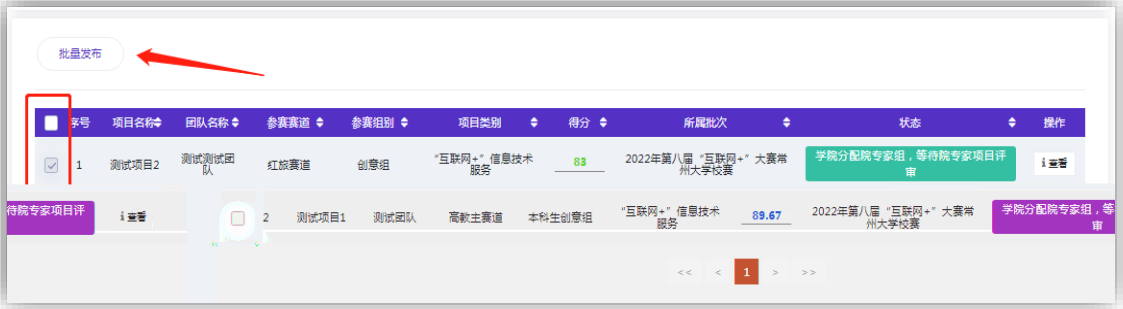 批量发布
序号 项目名称 团队名称 参赛赛道 参赛组别 项目类别 得分 所属批次 状态 操作
1 测试项目2 测试测试团队 红旅赛道 创意组 "互联网+"信息技术服务 83 2022年第八届"互联网+"大赛常州大学校赛 学院分配院专家组，等待院专家项目评审 i 查看
待院专家项目评 i 查看 2 测试项目1 测试团队 高教主赛道 本科生创意组 "互联网+"信息技术服务 89.67 2022年第八届"互联网+"大赛常州大学校赛 学院分配院专家组，等审
<< < 1 > >>